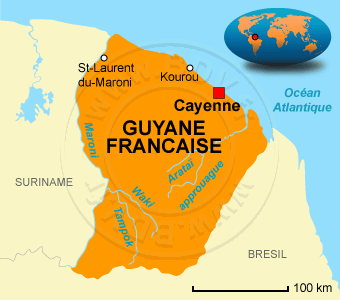 St-Laurent
du-Maroni
Kourou
Océan
Atlantique
Cayenne
GUYANE
FRANCAISE
Maroni
Arataï
approuague
SURINAME
Waki
Tampok
BRESIL
100 km